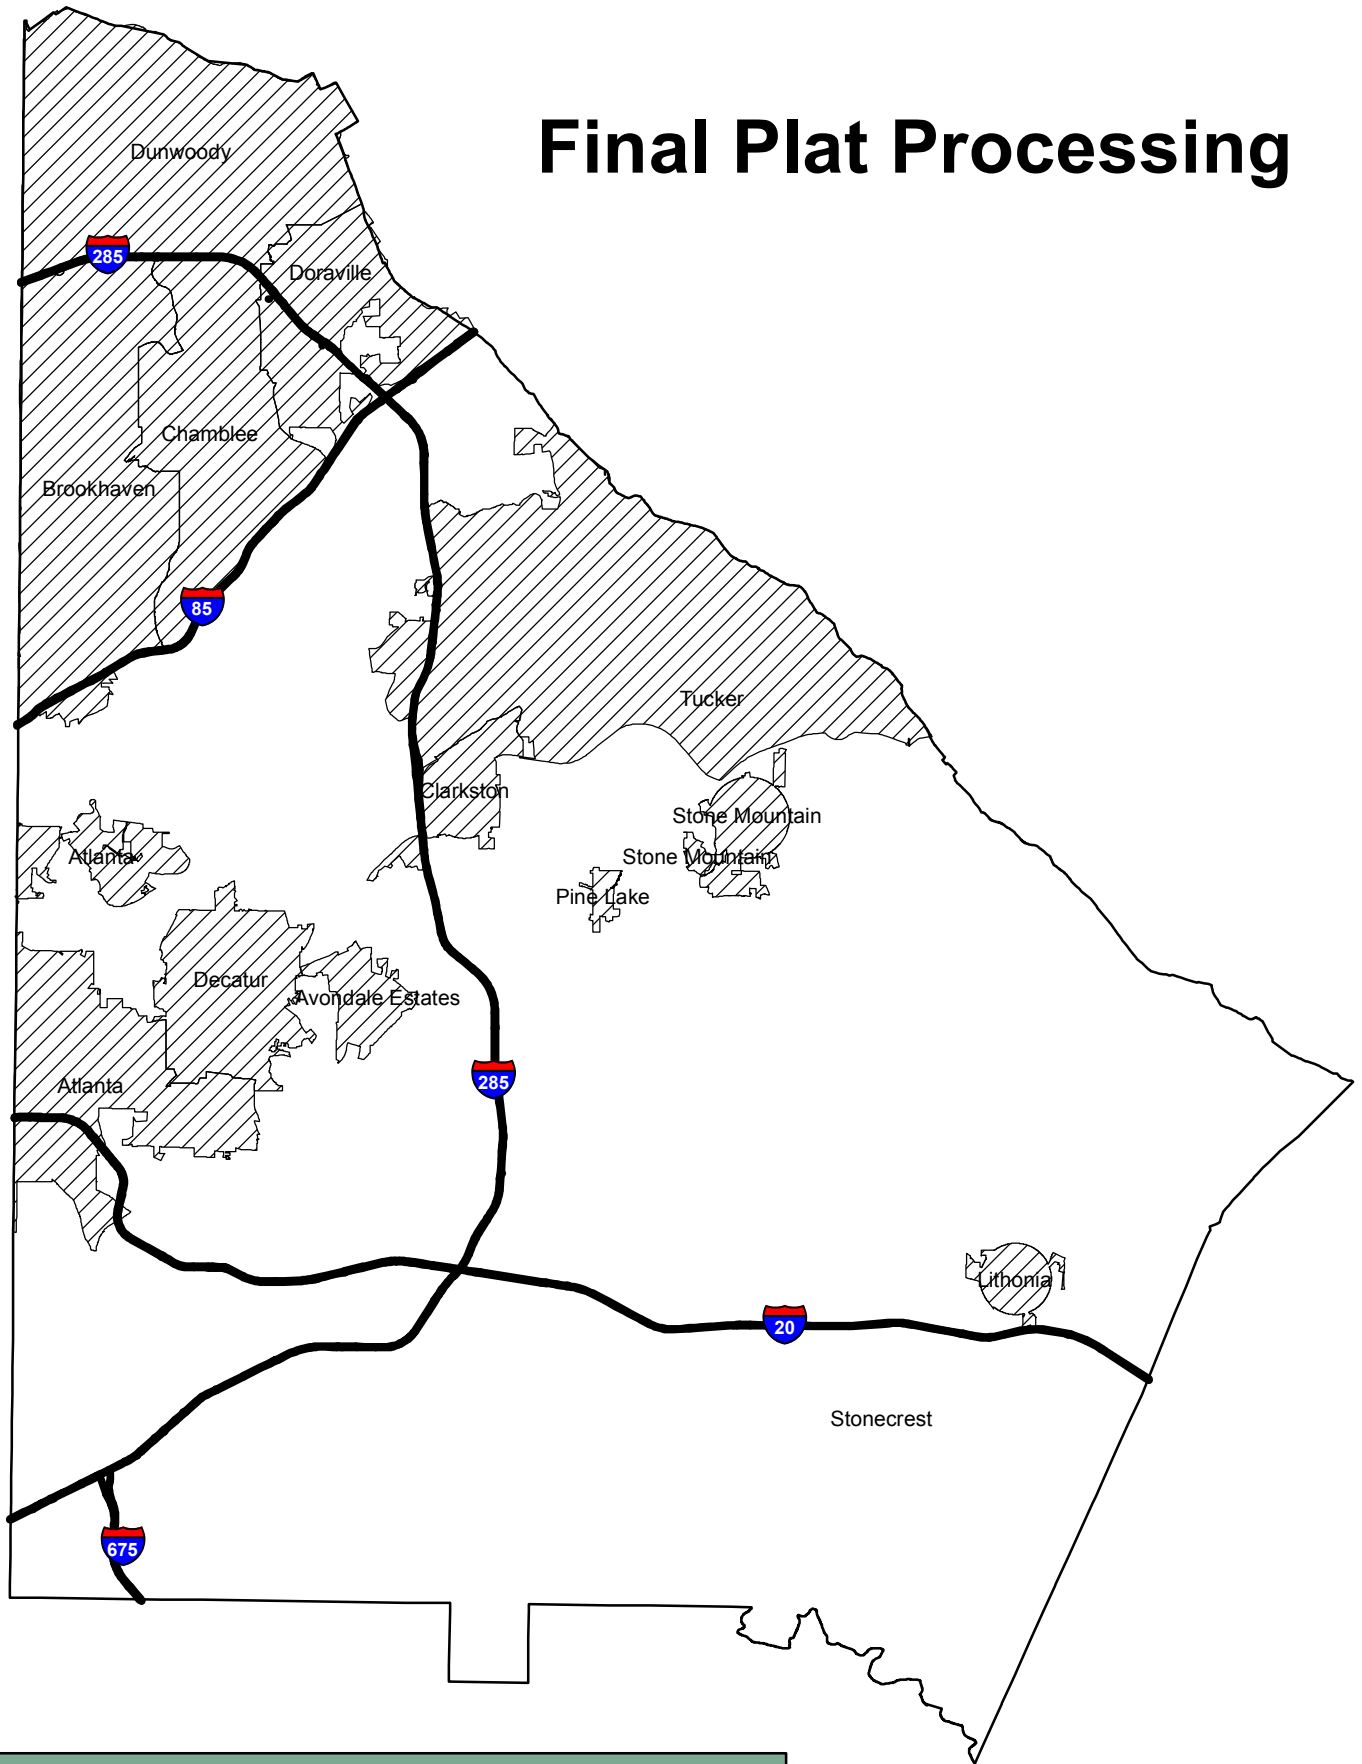 Final Plat Processing
Dunwoody
285
Doraville
Chamblee
Brookhaven
85
Tucker
Clarkston
Stone Mountain
Atlanta
Stone Mountain
Pine Lake
Decatur
Avondale Estates
285
Atlanta
Lithonia
20
Stonecrest
675